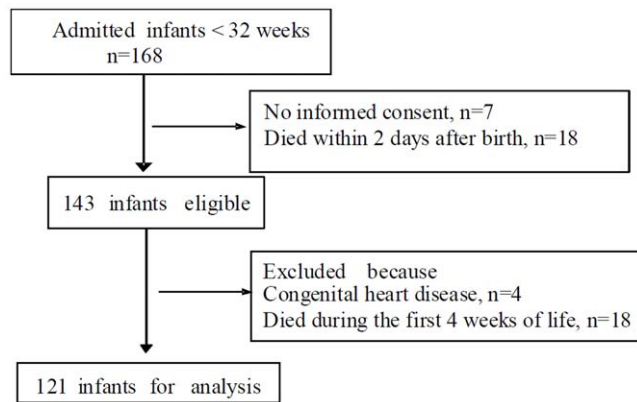 Admitted infants < 32 weeks
n=168
No informed consent, n=7
Died within 2 days after birth, n=18
143 infants eligible
Excluded because
Congenital heart disease, n=4
Died during the first 4 weeks of life, n=18
121 infants for analysis